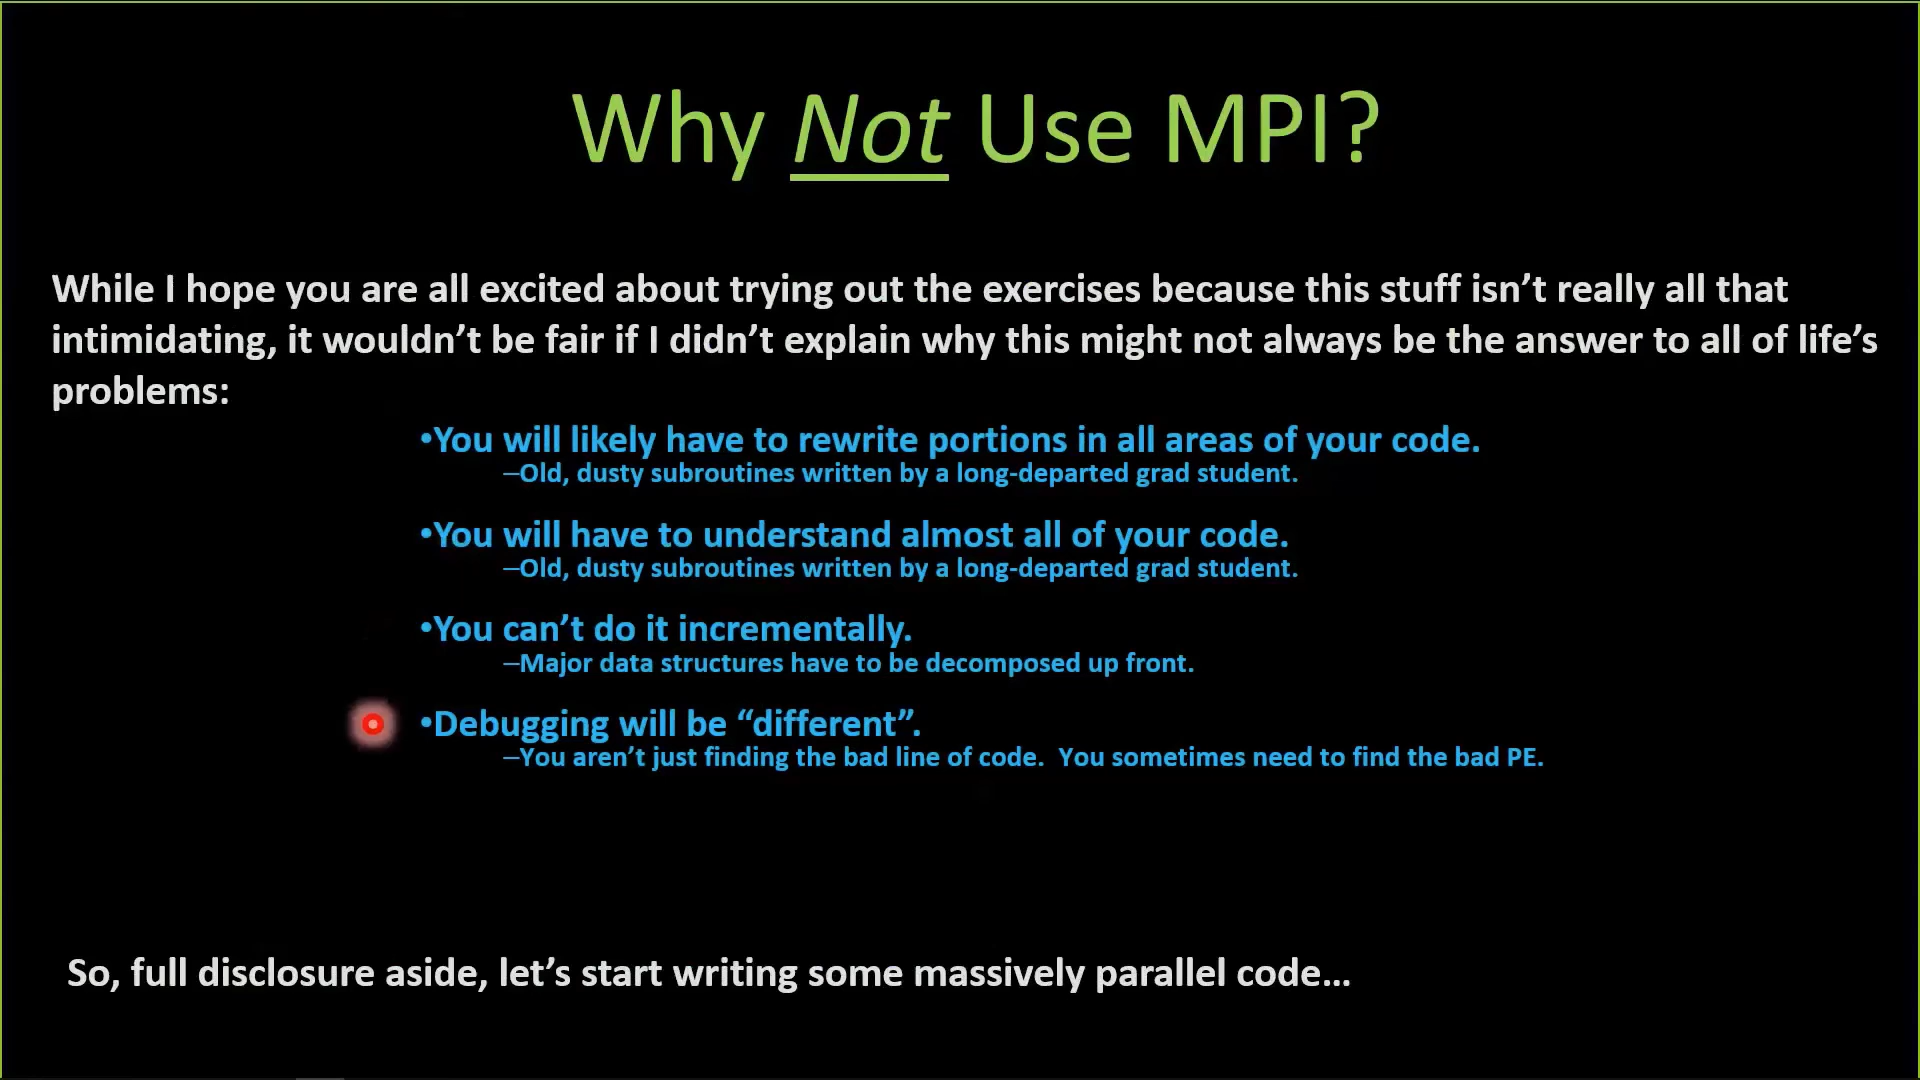 Why Not Use MPI?
While I hope you are all excited about trying out the exercises because this stuff isn’t really all that
intimidating, it wouldn’t be fair if I didn’t explain why this might not always be the answer to all of life’s
problems:
•You will likely have to rewrite portions in all areas of your code.
–Old, dusty subroutines written by a long-departed grad student.
•You will have to understand almost all of your code.
–Old, dusty subroutines written by a long-departed grad student.
•You can’t do it incrementally.
–Major data structures have to be decomposed up front.
•Debugging will be “different”.
–You aren’t just finding the bad line of code.  You sometimes need to find the bad PE.
So, full disclosure aside, let’s start writing some massively parallel code…